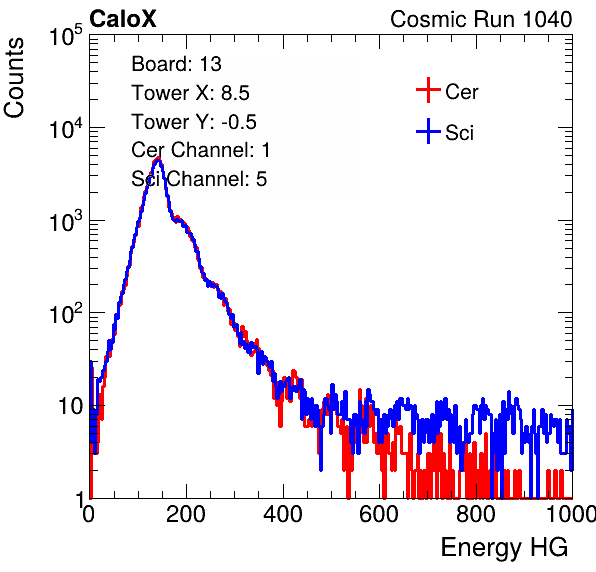 CaloX Cosmic Run 1040
Counts
10^5
10^4
10^3
10^2
10
1
Board: 13
Tower X: 8.5
Tower Y: -0.5
Cer Channel: 1
Sci Channel: 5
Cer
Sci
0 200 400 600 800 1000
Energy HG